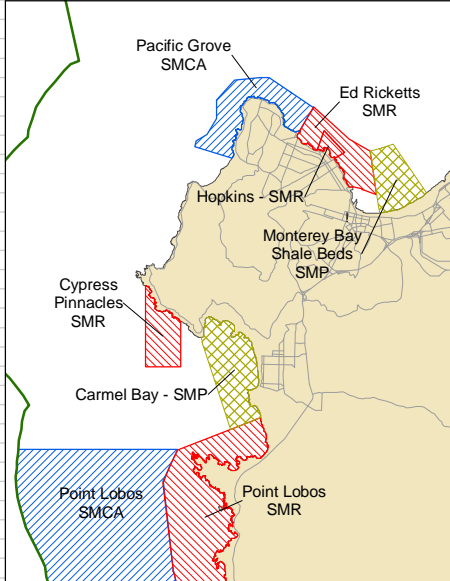 Pacific Grove
SMCA
Ed Ricketts
SMR
Hopkins - SMR
Monterey Bay
Shale Beds
SMP
Cypress
Pinnacles
SMR
Carmel Bay - SMP
Point Lobos
SMCA
Point Lobos
SMR